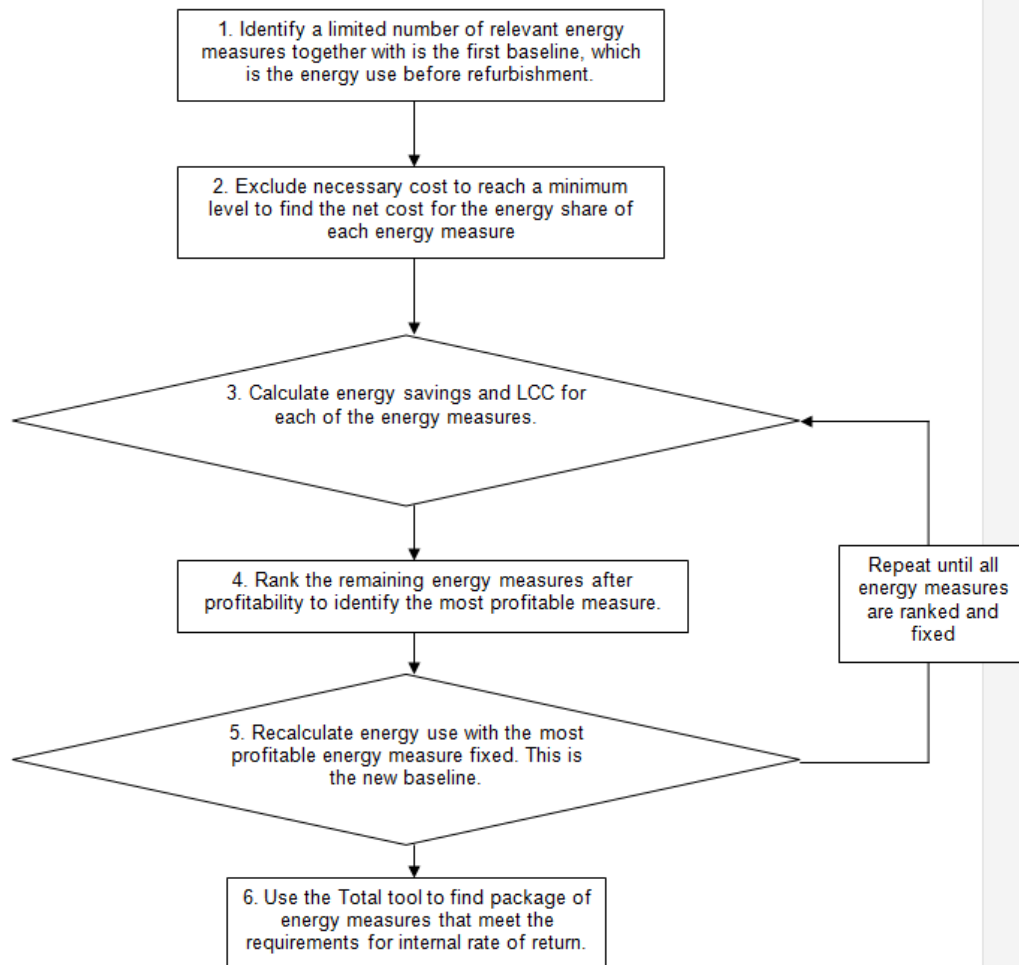 1. Identify a limited number of relevant energy
measures together with is the first baseline, which
is the energy use before refurbishment.
2. Exclude necessary cost to reach a minimum
level to find the net cost for the energy share of
each energy measure
3. Calculate energy savings and LCC for
each of the energy measures.
4. Rank the remaining energy measures after
profitability to identify the most profitable measure.
Repeat until all
energy measures
are ranked and
fixed
5. Recalculate energy use with the most
profitable energy measure fixed. This is
the new baseline.
6. Use the Total tool to find package of
energy measures that meet the
requirements for internal rate of return.